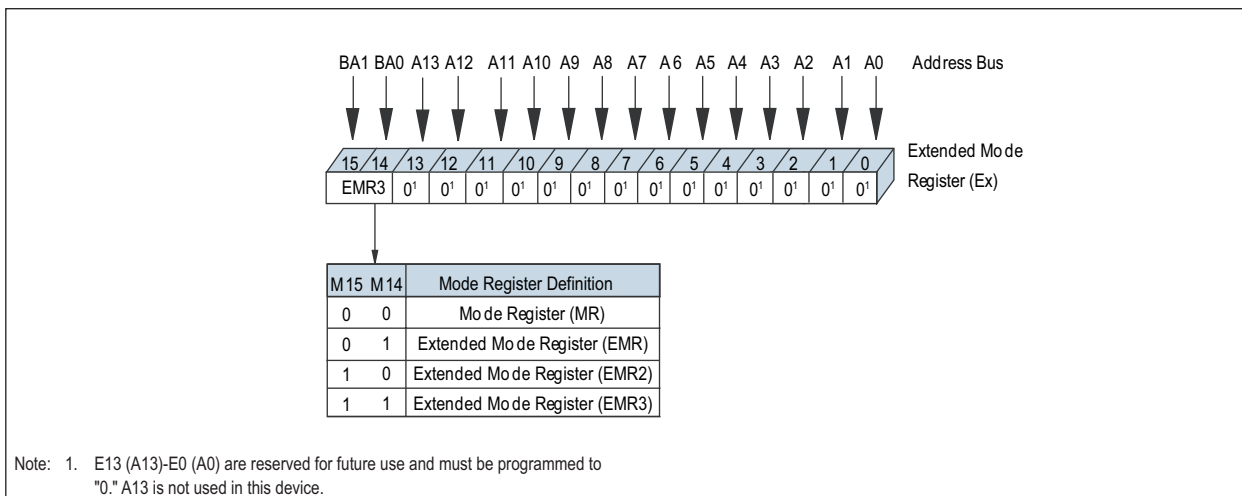 BA1 BA0 A13 A12 A11 A10 A9 A8 A7 A6 A5 A4 A3 A2 A1 A0 Address Bus
15 14 13 12 11 10 9 8 7 6 5 4 3 2 1 0 Extended Mode
EMR3 0¹ 0¹ 0¹ 0¹ 0¹ 0¹ 0¹ 0¹ 0¹ 0¹ 0¹ 0¹ 0¹ 0¹ Register (Ex)
M15 M14 Mode Register Definition
0 0 Mode Register (MR)
0 1 Extended Mode Register (EMR)
1 0 Extended Mode Register (EMR2)
1 1 Extended Mode Register (EMR3)
Note: 1. E13 (A13)-E0 (A0) are reserved for future use and must be programmed to
"0." A13 is not used in this device.